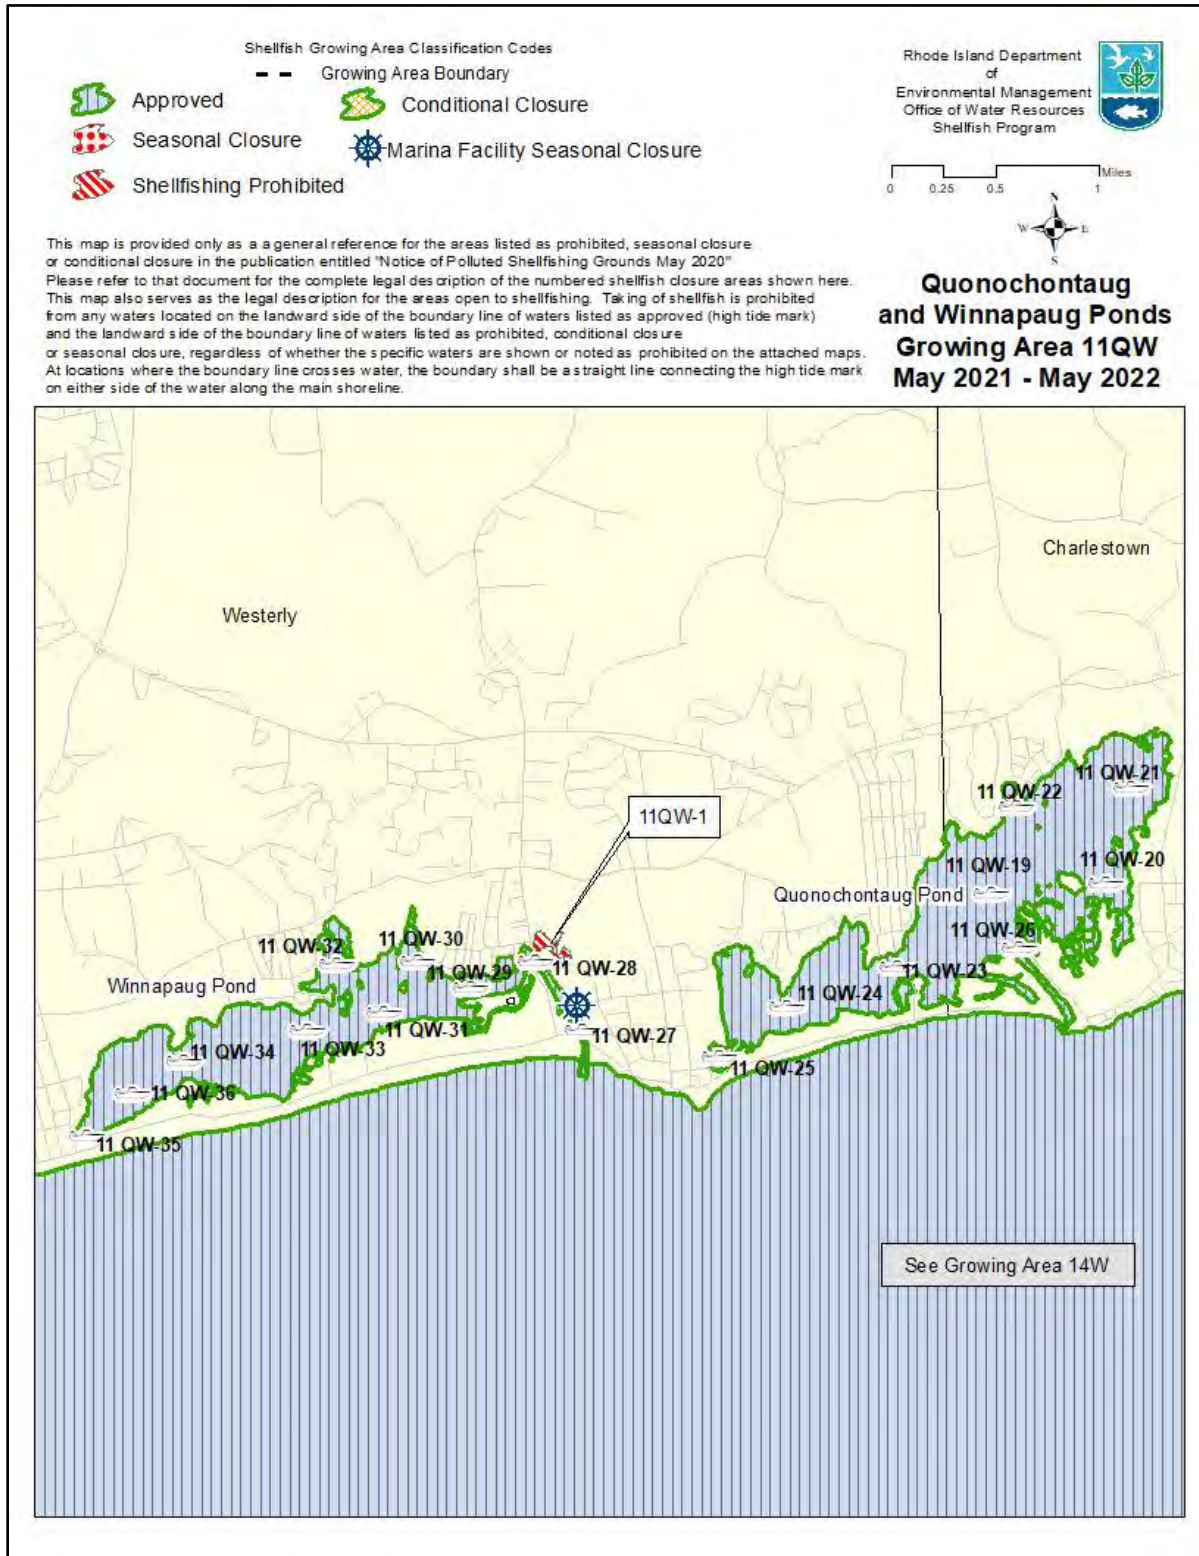 Shellfish Growing Area Classification Codes
Growing Area Boundary
Approved
Conditional Closure
Seasonal Closure
Marina Facility Seasonal Closure
Shellfishing Prohibited
Rhode Island Department
of
Environmental Management
Office of Water Resources
Shellfish Program
Miles
0 0.25 0.5 1
N
W E
S
This map is provided only as a a general reference for the areas listed as prohibited, seasonal closure
or conditional closure in the publication entitled "Notice of Polluted Shellfishing Grounds May 2020"
Please refer to that document for the complete legal description of the numbered shellfish closure areas shown here.
This map also serves as the legal description for the areas open to shellfishing. Taking of shellfish is prohibited
from any waters located on the landward side of the boundary line of waters listed as approved (high tide mark)
and the landward side of the boundary line of waters listed as prohibited, conditional closure
or seasonal closure, regardless of whether the specific waters are shown or noted as prohibited on the attached maps.
At locations where the boundary line crosses water, the boundary shall be a straight line connecting the high tide mark
on either side of the water along the main shoreline.
Quonochontaug
and Winnapaug Ponds
Growing Area 11QW
May 2021 - May 2022
Charlestown
Westerly
11 QW-21
11 QW-22
11QW-1
11 QW-19
11 QW-20
Quonochontaug Pond
11 QW-26
11 QW-32
11 QW-30
11 QW-29
11 QW-28
11 QW-23
Winnapaug Pond
11 QW-24
11 QW-31
11 QW-27
11 QW-33
11 QW-34
11 QW-25
11 QW-36
11 QW-35
See Growing Area 14W